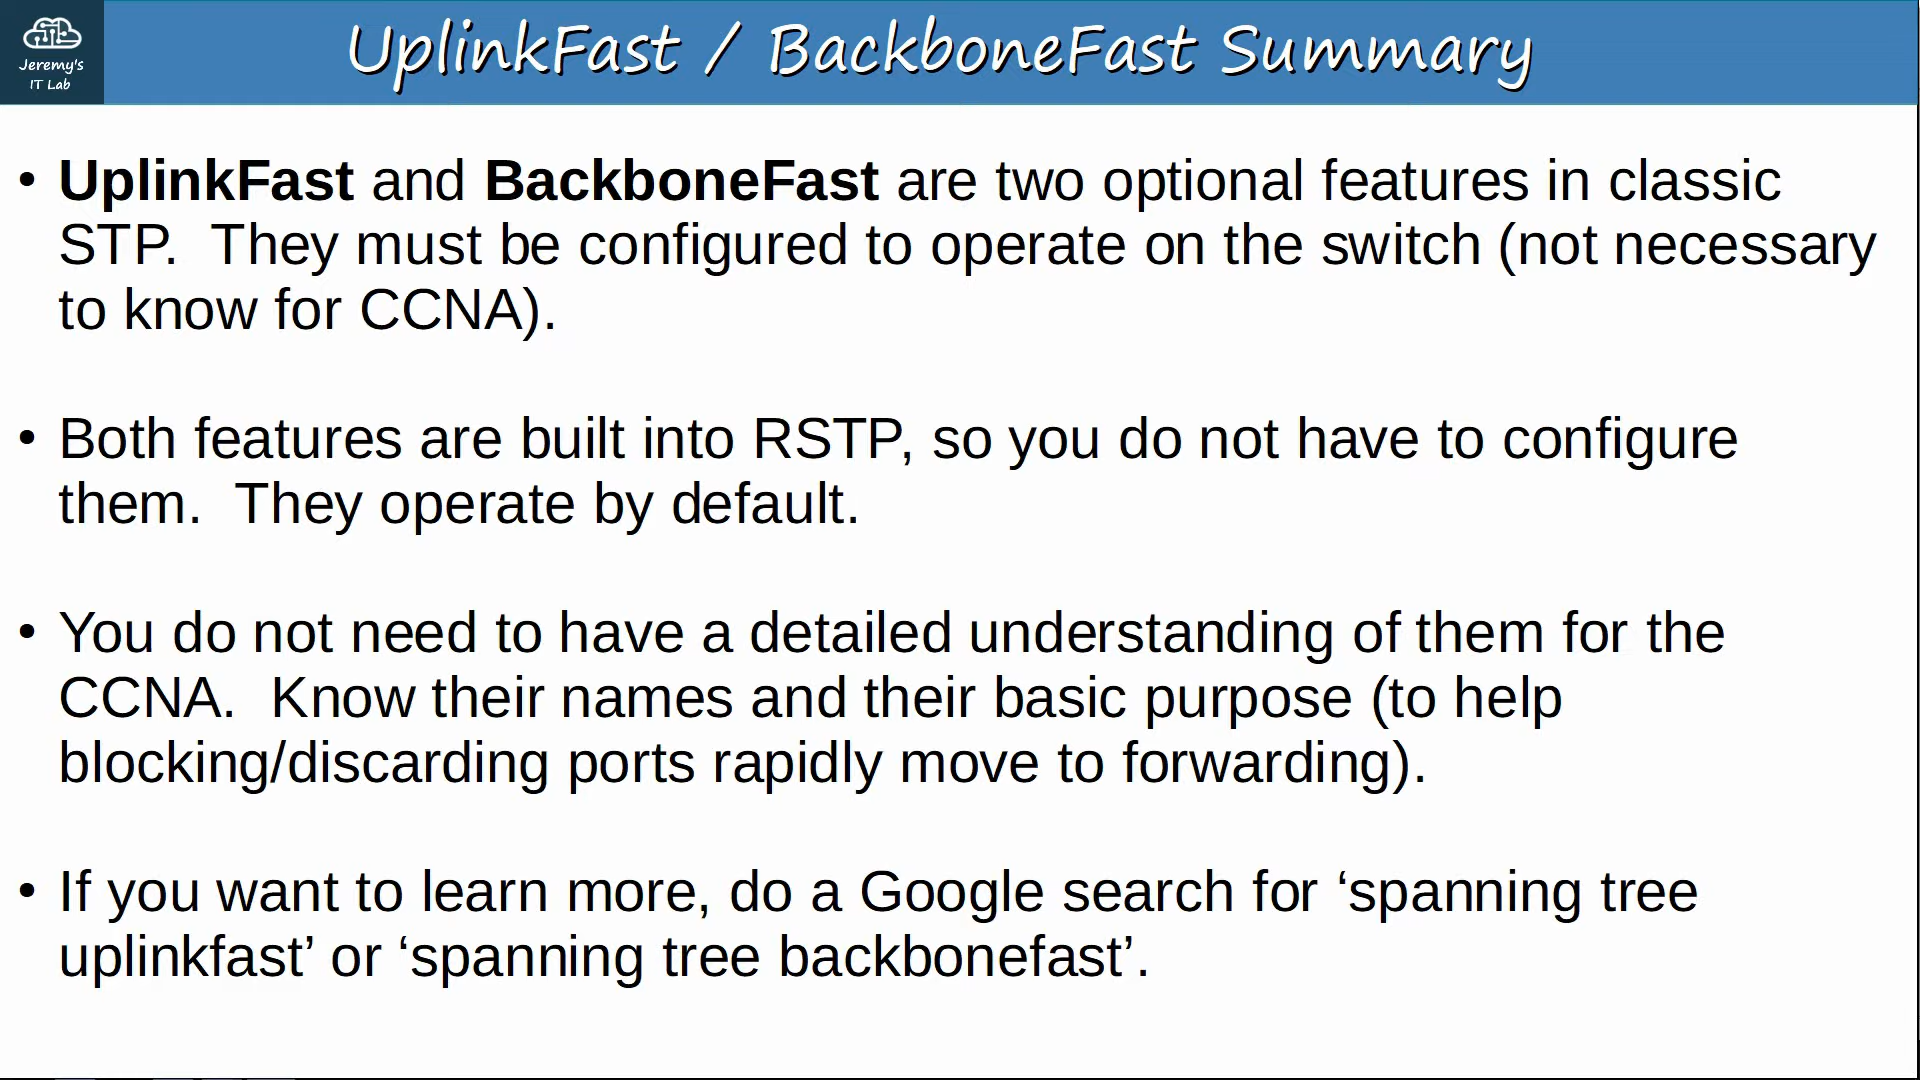 Jeremy's
IT Lab
UplinkFast / BackboneFast Summary
• UplinkFast and BackboneFast are two optional features in classic
STP.  They must be configured to operate on the switch (not necessary
to know for CCNA).
• Both features are built into RSTP, so you do not have to configure
them.  They operate by default.
• You do not need to have a detailed understanding of them for the
CCNA.  Know their names and their basic purpose (to help
blocking/discarding ports rapidly move to forwarding).
• If you want to learn more, do a Google search for ‘spanning tree
uplinkfast’ or ‘spanning tree backbonefast’.